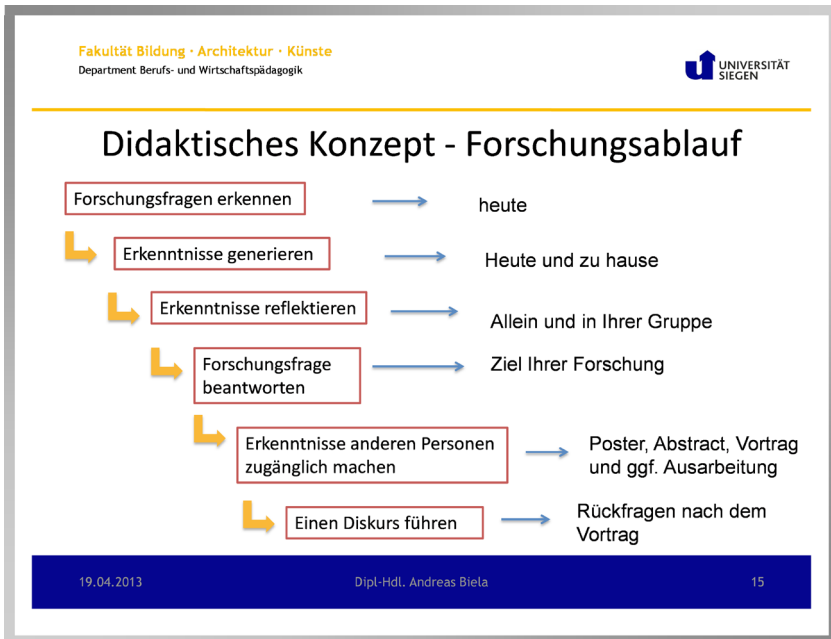 Fakultät Bildung · Architektur · Künste
Department Berufs- und Wirtschaftspädagogik
UNIVERSITÄT
SIEGEN
Didaktisches Konzept - Forschungsablauf
Forschungsfragen erkennen
heute
Erkenntnisse generieren
Heute und zu hause
Erkenntnisse reflektieren
Allein und in Ihrer Gruppe
Forschungsfrage
beantworten
Ziel Ihrer Forschung
Erkenntnisse anderen Personen
zugänglich machen
Poster, Abstract, Vortrag
und ggf. Ausarbeitung
Einen Diskurs führen
Rückfragen nach dem
Vortrag
19.04.2013
Dipl-Hdl. Andreas Biela
15